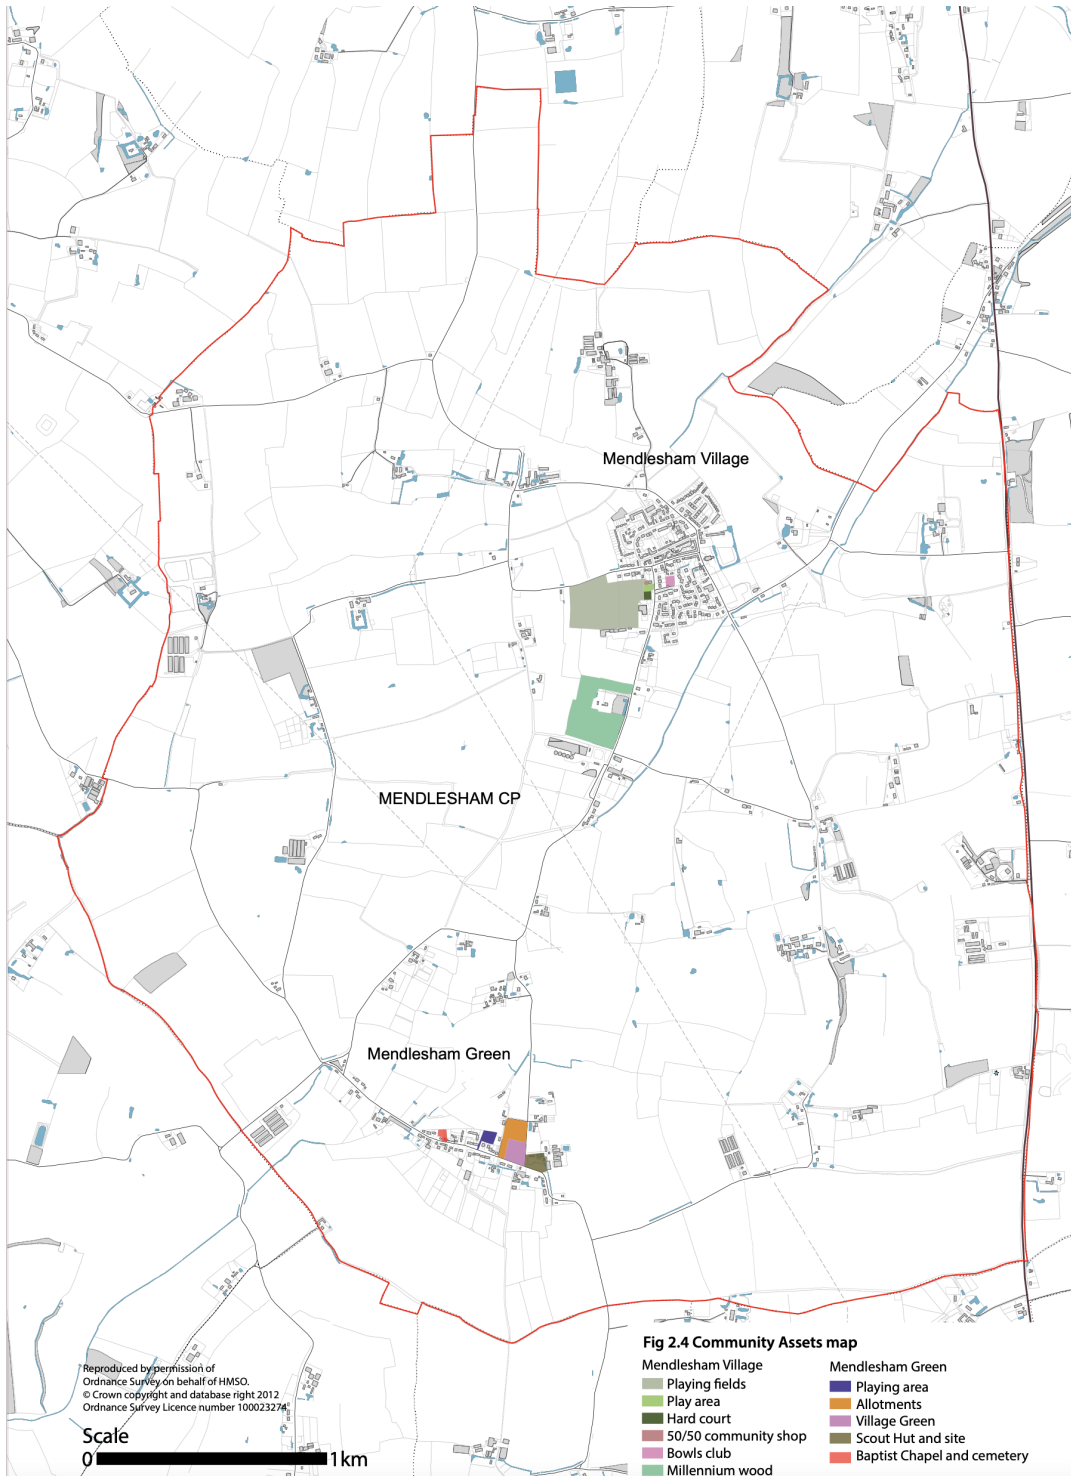 Mendlesham Village
MENDLESHAM CP
Mendlesham Green
Reproduced by permission of
Ordnance Survey on behalf of HMSO.
© Crown copyright and database right 2012
Ordnance Survey Licence number 100023274
Scale
0 1km
Fig 2.4 Community Assets map
Mendlesham Village
Playing fields
Play area
Hard court
50/50 community shop
Bowls club
Millennium wood
Mendlesham Green
Playing area
Allotments
Village Green
Scout Hut and site
Baptist Chapel and cemetery